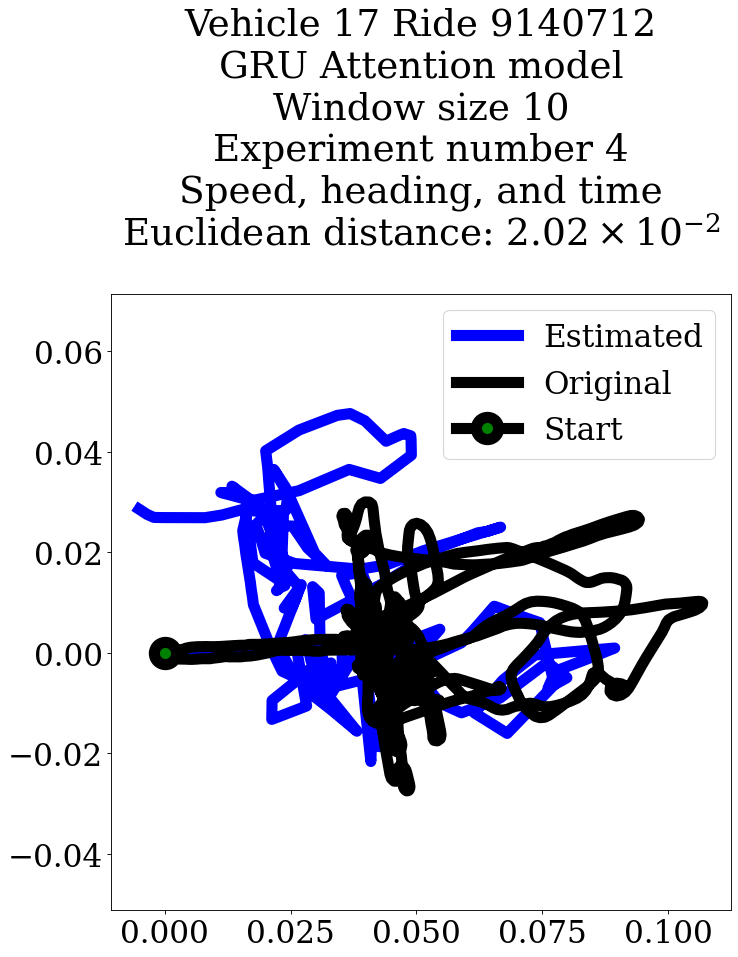 Vehicle 17 Ride 9140712
GRU Attention model
Window size 10
Experiment number 4
Speed, heading, and time
Euclidean distance: 2.02 × 10⁻²
Estimated
Original
Start
0.06
0.04
0.02
0.00
−0.02
−0.04
0.000 0.025 0.050 0.075 0.100